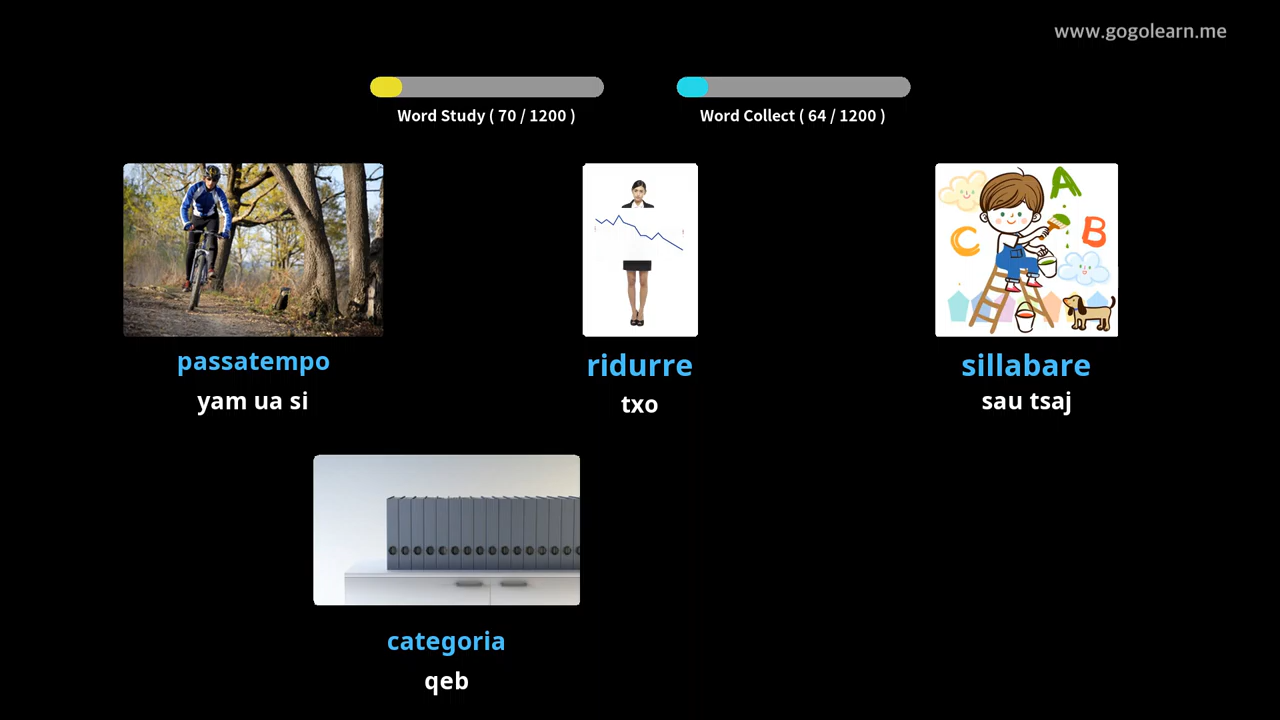 www.gogolearn.me
Word Study ( 70 / 1200 )
Word Collect ( 64 / 1200 )
passatempo
yam ua si
ridurre
txo
sillabare
sau tsaj
A
B
C
categoria
qeb